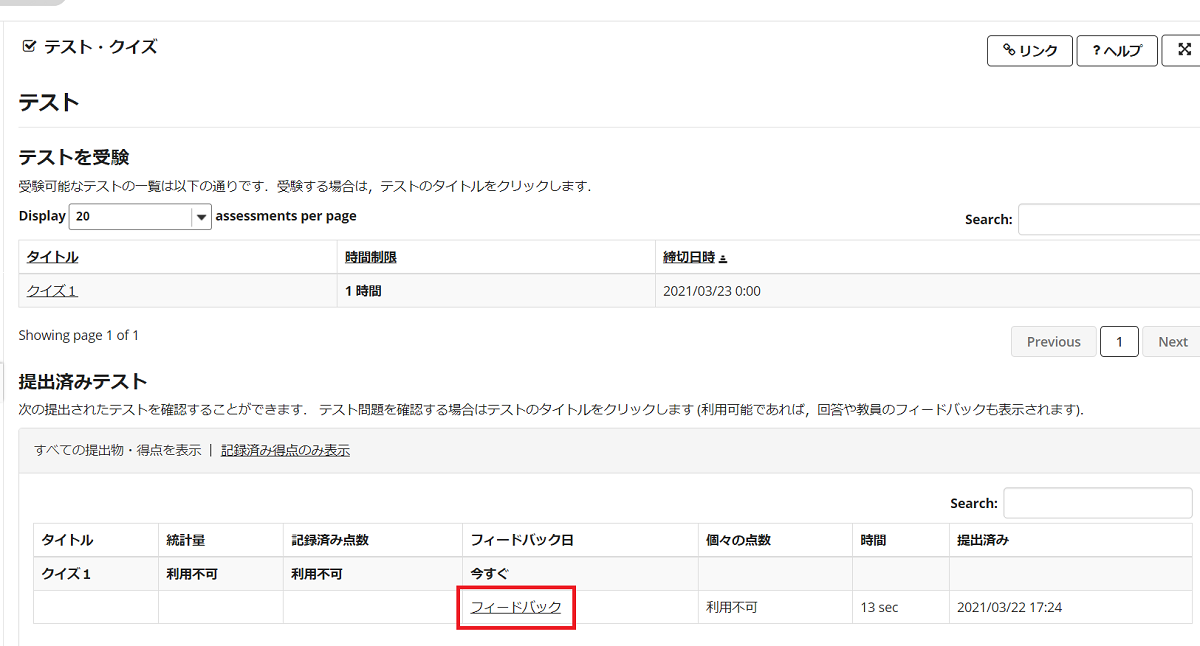 テスト・クイズ
リンク ? ヘルプ
テスト
テストを受験
受験可能なテストの一覧は以下の通りです．受験する場合は，テストのタイトルをクリックします．
Display 20 assessments per page
Search:
タイトル 時間制限 締切日時
クイズ１ 1 時間 2021/03/23 0:00
Showing page 1 of 1
Previous 1 Next
提出済みテスト
次の提出されたテストを確認することができます． テスト問題を確認する場合はテストのタイトルをクリックします (利用可能であれば，回答や教員のフィードバックも表示されます).
すべての提出物・得点を表示 | 記録済み得点のみ表示
Search:
タイトル 統計量 記録済み点数 フィードバック日 個々の点数 時間 提出済み
クイズ１ 利用不可 利用不可 今すぐ
フィードバック 利用不可 13 sec 2021/03/22 17:24